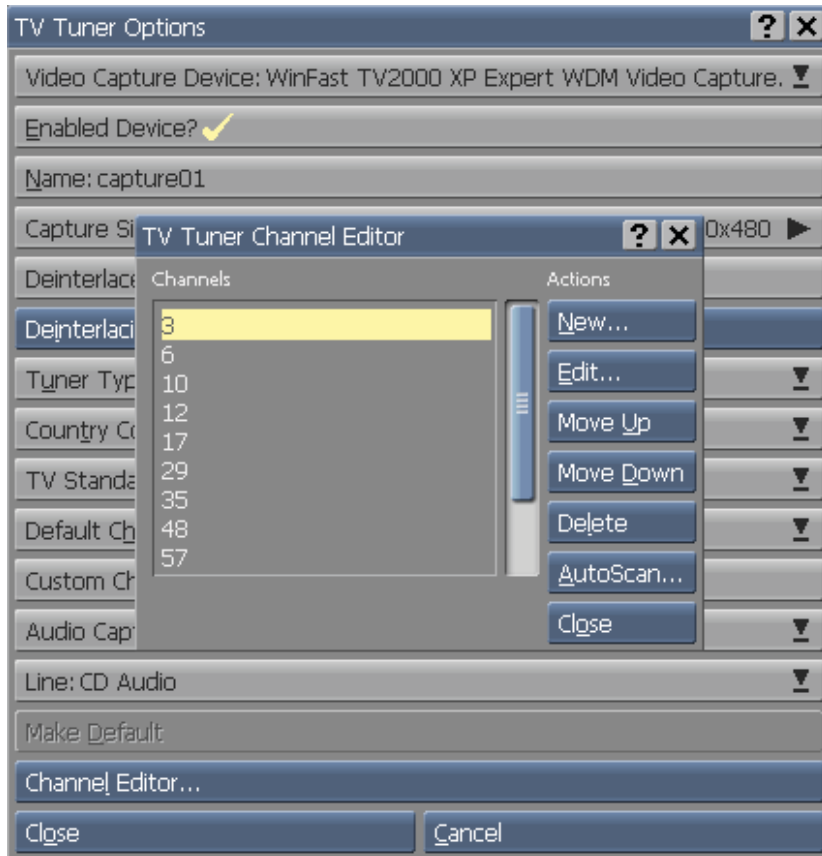 TV Tuner Options
Video Capture Device: WinFast TV2000 XP Expert WDM Video Capture.
Enabled Device?
Name: capture01
Capture Si 0x480
TV Tuner Channel Editor
Deinterlace
Channels
Actions
Deinterlaci
3
New...
6
Tuner Typ
10
Edit...
12
Country Co
17
Move Up
TV Standa
29
Move Down
35
Default Ch
48
Delete
57
Custom Ch
AutoScan...
Audio Cap
Close
Line: CD Audio
Make Default
Channel Editor...
Close
Cancel